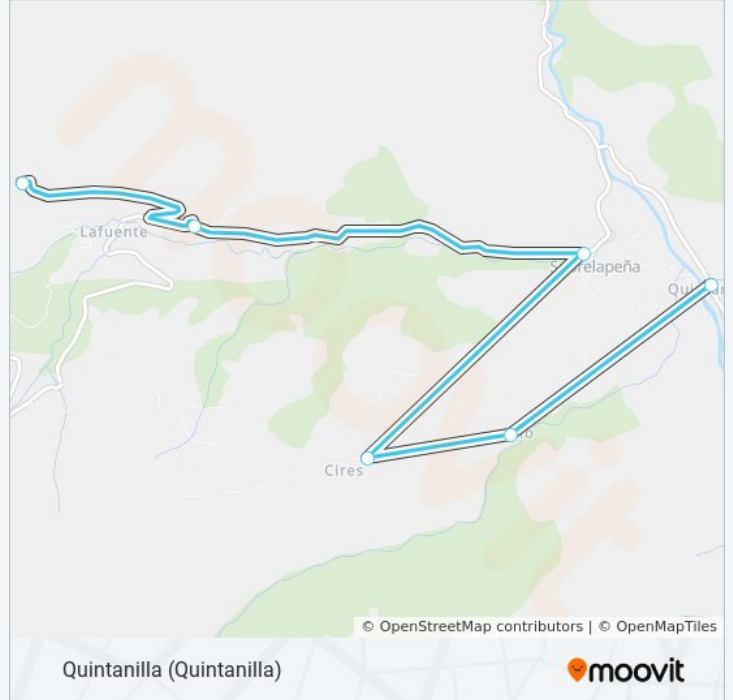 Lafuente
Cires
© OpenStreetMap contributors | © OpenMapTiles
Quintanilla (Quintanilla)
moovit